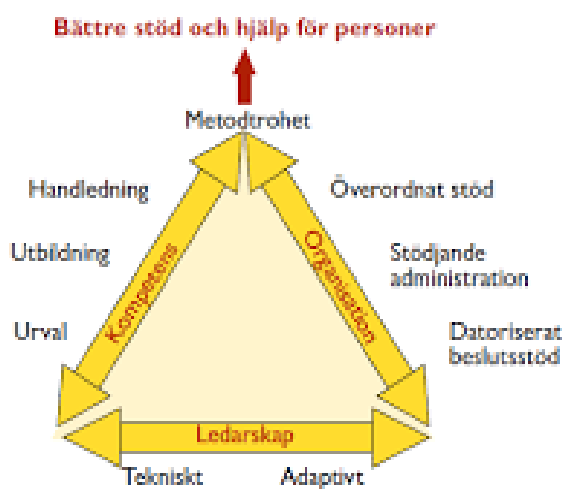 Bättre stöd och hjälp för personer
Metodtrohet
Handledning
Överordnat stöd
Utbildning
Stödjande
administration
Urval
Datoriserat
beslutsstöd
Kompetens
Organisation
Ledarskap
Tekniskt
Adaptivt